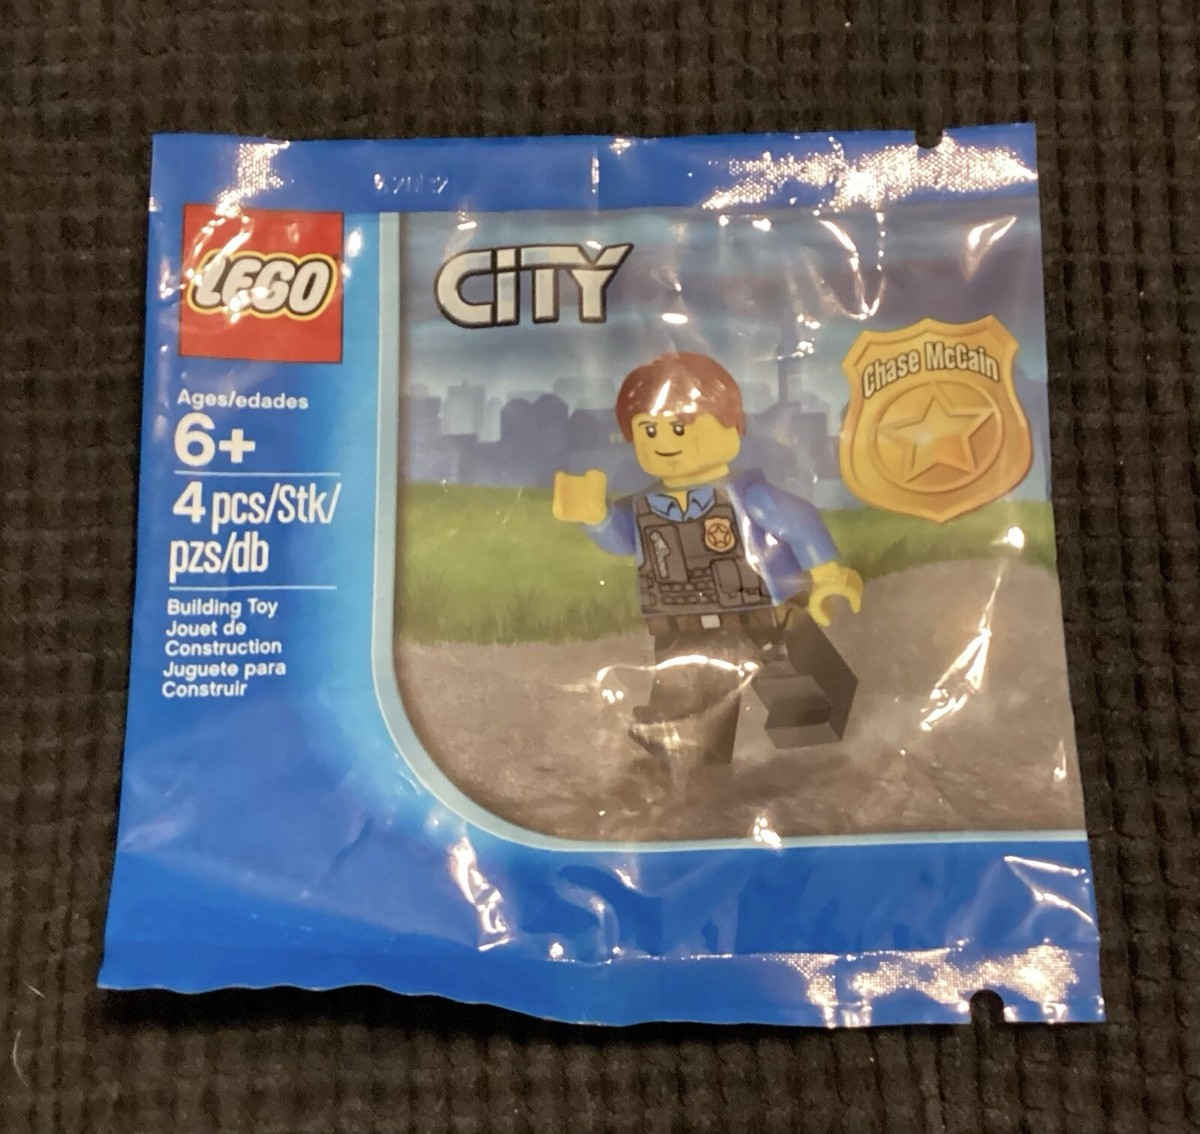 LEGO
CITY
Chase McCain
Ages/edades
6+
4 pcs/Stk/
pzs/db
Building Toy
Jouet de
Construction
Juguete para
Construir